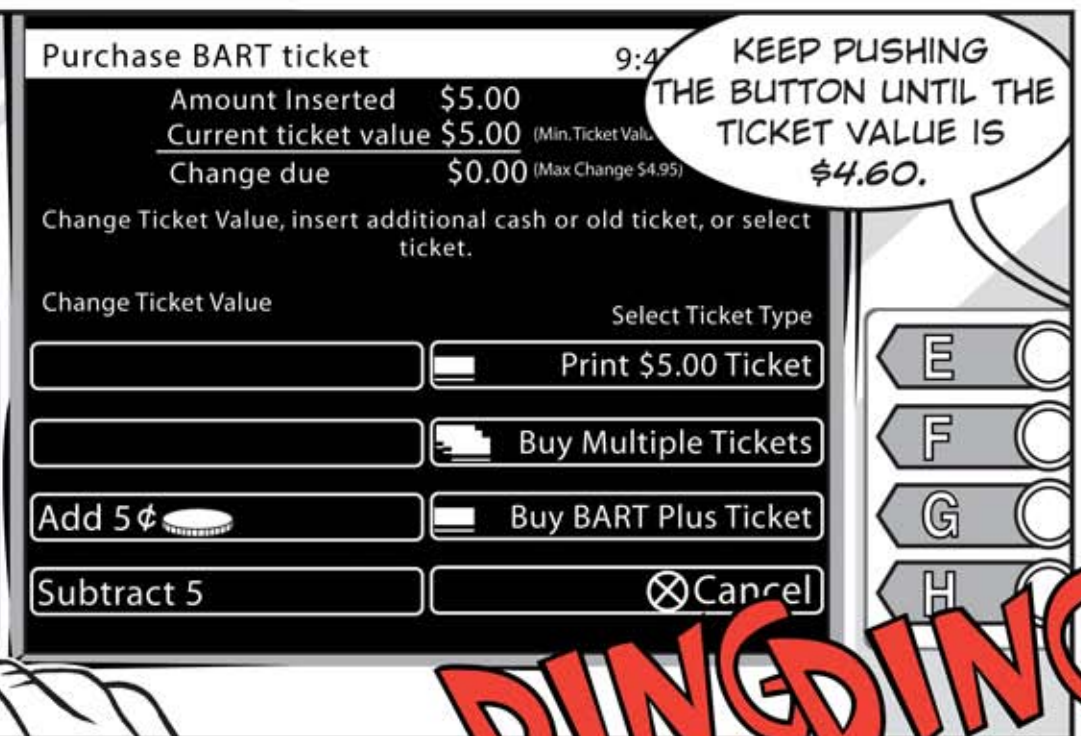 Purchase BART ticket
KEEP PUSHING
THE BUTTON UNTIL THE
TICKET VALUE IS
$4.60.
Amount Inserted $5.00
Current ticket value $5.00 (Min. Ticket
Change due $0.00 (Max Change $4.95)
Change Ticket Value, insert additional cash or old ticket, or select
ticket.
Change Ticket Value
Select Ticket Type
Print $5.00 Ticket
Buy Multiple Tickets
Add 5¢
Buy BART Plus Ticket
Subtract 5
Cancel
E
F
G
H
DING DING